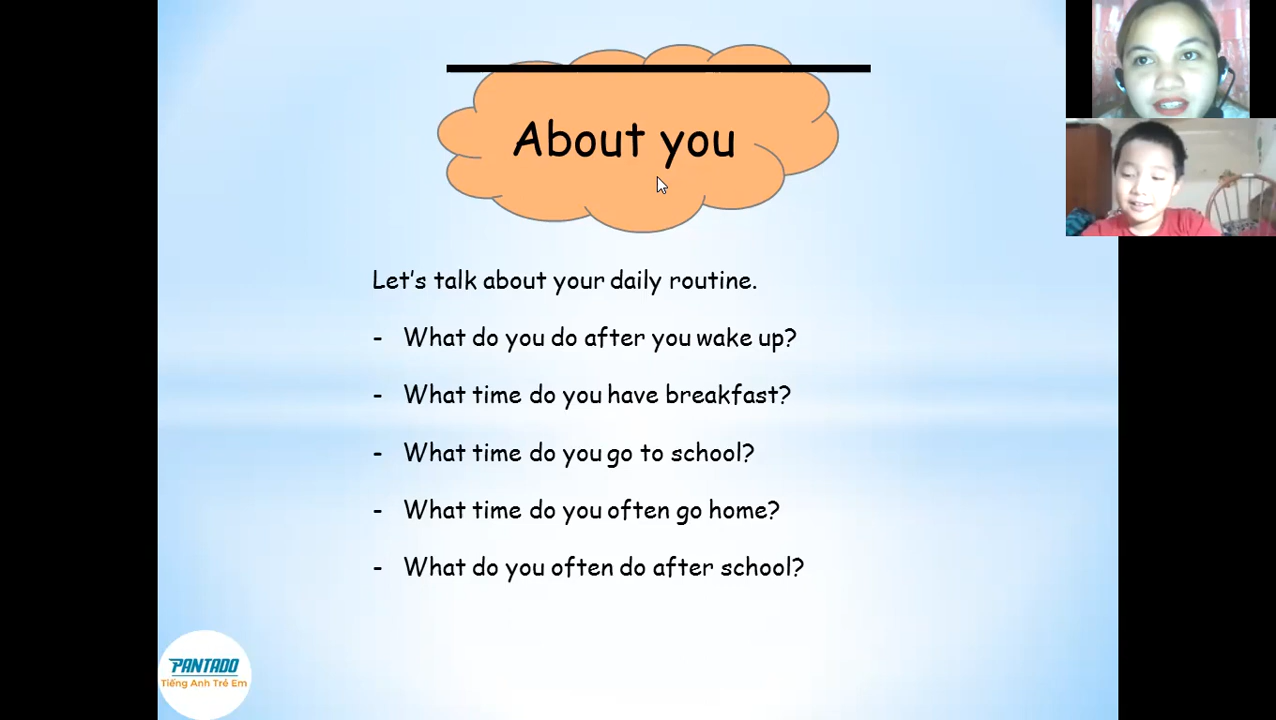 About you
Let's talk about your daily routine.
- What do you do after you wake up?
- What time do you have breakfast?
- What time do you go to school?
- What time do you often go home?
- What do you often do after school?
PANTADO
Tiếng Anh Trẻ Em